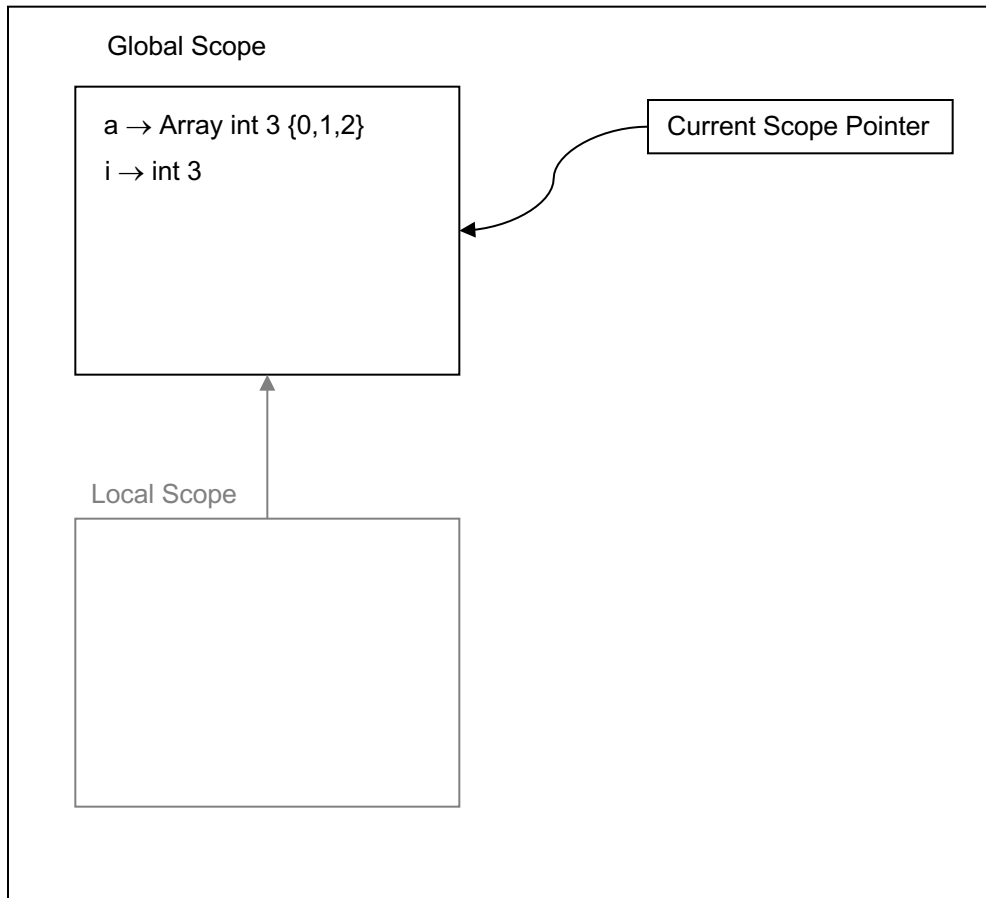 Global Scope
a → Array int 3 {0,1,2}
i → int 3
Current Scope Pointer
Local Scope